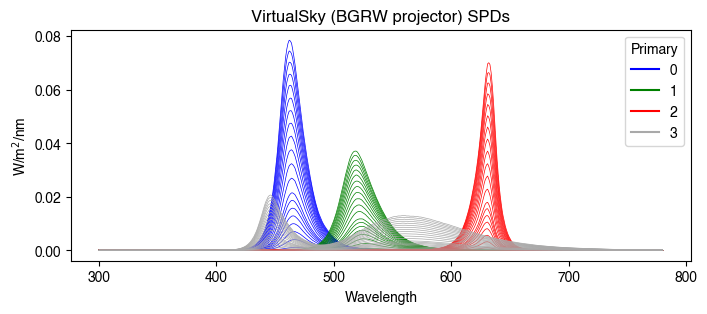 VirtualSky (BGRW projector) SPDs
0.08
0.06
0.04
0.02
0.00
W/m²/nm
Primary
0
1
2
3
300 400 500 600 700 800
Wavelength